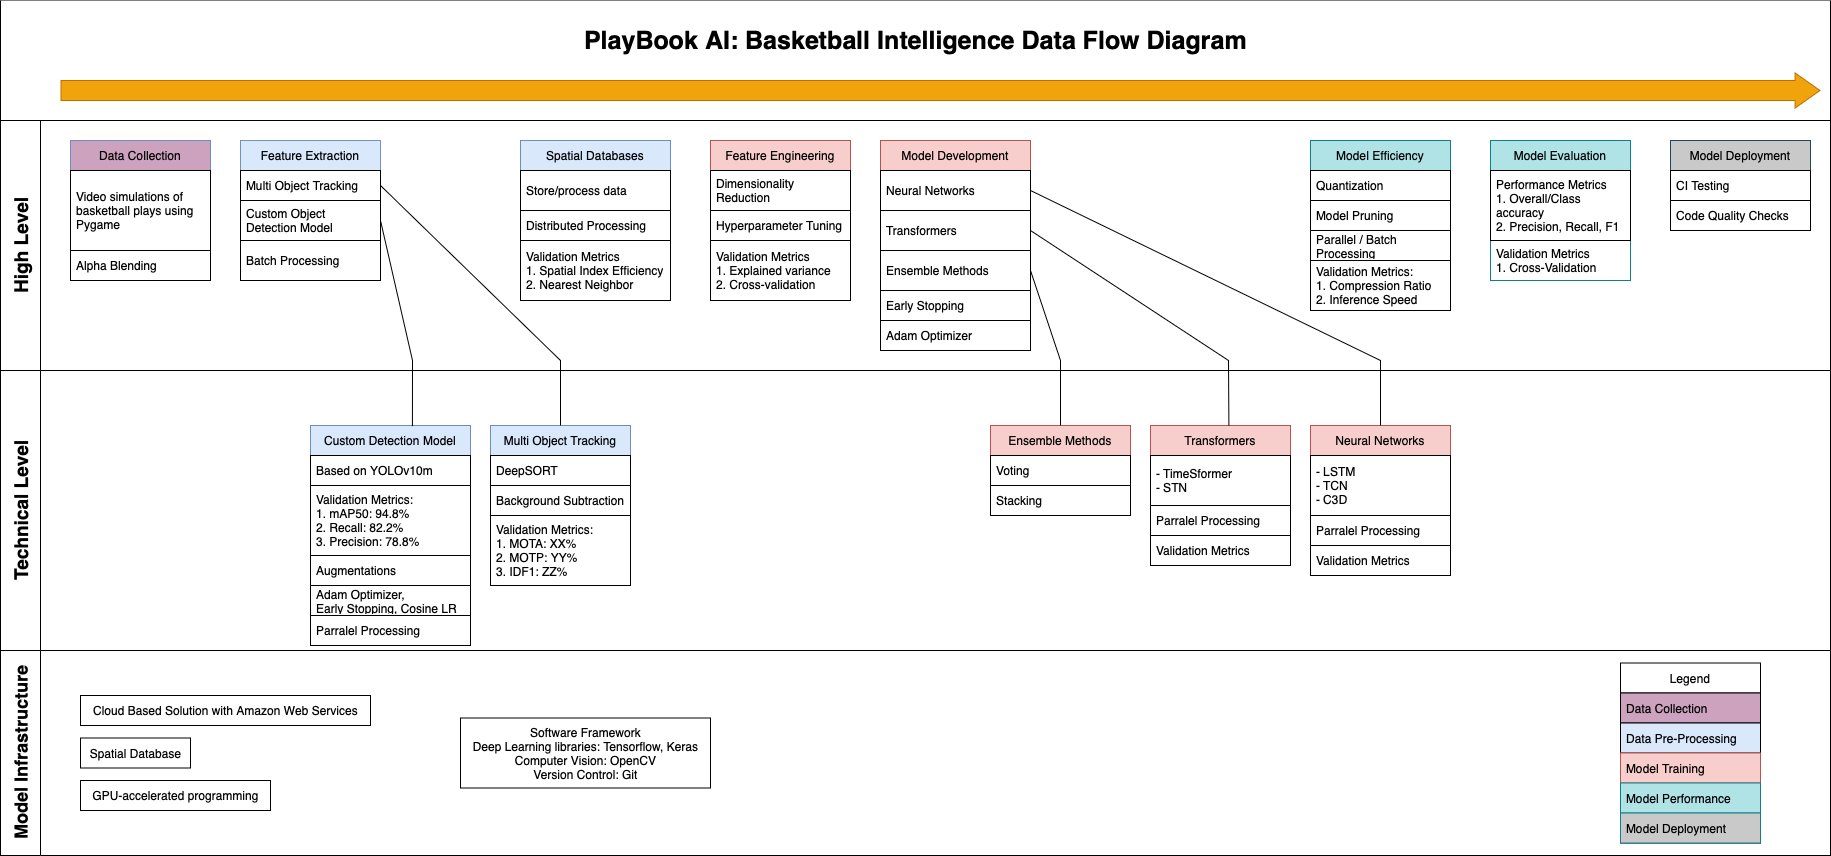 PlayBook AI: Basketball Intelligence Data Flow Diagram
High Level
Data Collection
Video simulations of
basketball plays using
Pygame
Alpha Blending
Feature Extraction
Multi Object Tracking
Custom Object
Detection Model
Batch Processing
Spatial Databases
Store/process data
Distributed Processing
Validation Metrics
1. Spatial Index Efficiency
2. Nearest Neighbor
Feature Engineering
Dimensionality
Reduction
Hyperparameter Tuning
Validation Metrics
1. Explained variance
2. Cross-validation
Model Development
Neural Networks
Transformers
Ensemble Methods
Early Stopping
Adam Optimizer
Model Efficiency
Quantization
Model Pruning
Parallel / Batch
Processing
Validation Metrics:
1. Compression Ratio
2. Inference Speed
Model Evaluation
Performance Metrics
1. Overall/Class
accuracy
2. Precision, Recall, F1
Validation Metrics
1. Cross-Validation
Model Deployment
CI Testing
Code Quality Checks
Technical Level
Custom Detection Model
Based on YOLOv10m
Validation Metrics:
1. mAP50: 94.8%
2. Recall: 82.2%
3. Precision: 78.8%
Augmentations
Adam Optimizer,
Early Stopping, Cosine LR
Parralel Processing
Multi Object Tracking
DeepSORT
Background Subtraction
Validation Metrics:
1. MOTA: XX%
2. MOTP: YY%
3. IDF1: ZZ%
Ensemble Methods
Voting
Stacking
Transformers
- TimeSformer
- STN
Parralel Processing
Validation Metrics
Neural Networks
- LSTM
- TCN
- C3D
Parralel Processing
Validation Metrics
Model Infrastructure
Cloud Based Solution with Amazon Web Services
Spatial Database
GPU-accelerated programming
Software Framework
Deep Learning libraries: Tensorflow, Keras
Computer Vision: OpenCV
Version Control: Git
Legend
Data Collection
Data Pre-Processing
Model Training
Model Performance
Model Deployment